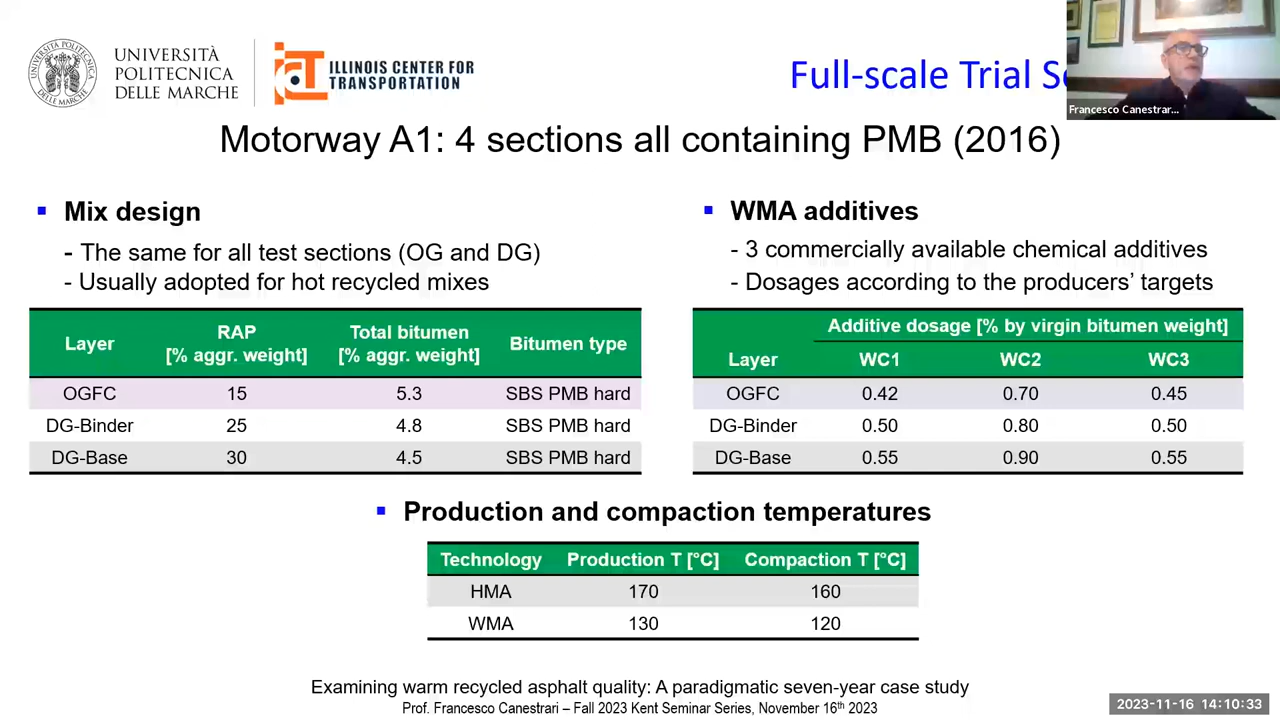 UNIVERSITÀ
POLITECNICA
DELLE MARCHE
ILLINOIS CENTER FOR
TRANSPORTATION
Full-scale Trial
Francesco Canestrar...
Motorway A1: 4 sections all containing PMB (2016)
Mix design
- The same for all test sections (OG and DG)
- Usually adopted for hot recycled mixes
Layer RAP [% aggr. weight] Total bitumen [% aggr. weight] Bitumen type
OGFC 15 5.3 SBS PMB hard
DG-Binder 25 4.8 SBS PMB hard
DG-Base 30 4.5 SBS PMB hard
WMA additives
- 3 commercially available chemical additives
- Dosages according to the producers’ targets
Additive dosage [% by virgin bitumen weight]
Layer WC1 WC2 WC3
OGFC 0.42 0.70 0.45
DG-Binder 0.50 0.80 0.50
DG-Base 0.55 0.90 0.55
Production and compaction temperatures
Technology Production T [°C] Compaction T [°C]
HMA 170 160
WMA 130 120
Examining warm recycled asphalt quality: A paradigmatic seven-year case study
Prof. Francesco Canestrari – Fall 2023 Kent Seminar Series, November 16th 2023
2023-11-16 14:10:33